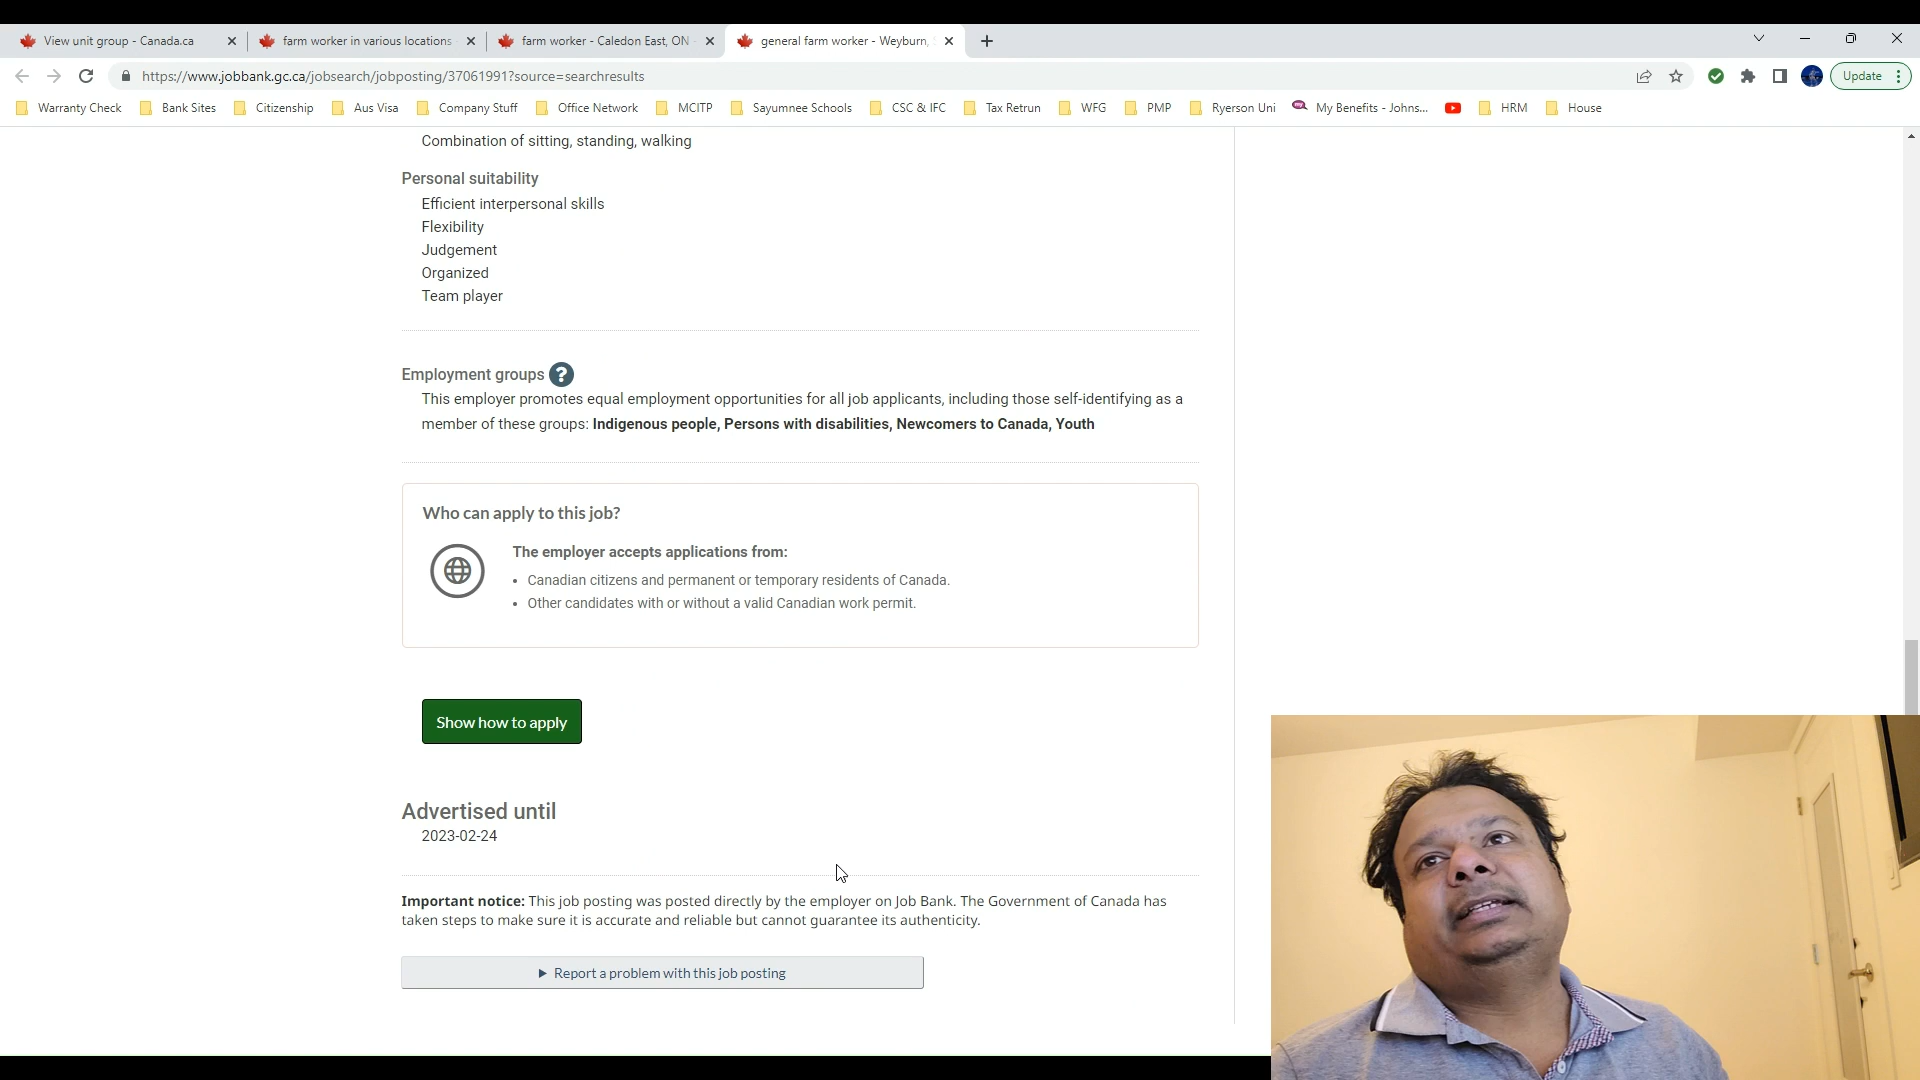 View unit group - Canada.ca
farm worker in various locations
farm worker - Caledon East, ON
general farm worker - Weyburn,
https://www.jobbank.gc.ca/jobsearch/jobposting/37061991?source=searchresults
Update
Warranty Check
Bank Sites
Citizenship
Aus Visa
Company Stuff
Office Network
MCITP
Sayumnee Schools
CSC & IFC
Tax Retrun
WFG
PMP
Ryerson Uni
My Benefits - Johns...
HRM
House
Combination of sitting, standing, walking
Personal suitability
Efficient interpersonal skills
Flexibility
Judgement
Organized
Team player
Employment groups ?
This employer promotes equal employment opportunities for all job applicants, including those self-identifying as a
member of these groups: Indigenous people, Persons with disabilities, Newcomers to Canada, Youth
Who can apply to this job?
The employer accepts applications from:
• Canadian citizens and permanent or temporary residents of Canada.
• Other candidates with or without a valid Canadian work permit.
Show how to apply
Advertised until
2023-02-24
Important notice: This job posting was posted directly by the employer on Job Bank. The Government of Canada has
taken steps to make sure it is accurate and reliable but cannot guarantee its authenticity.
Report a problem with this job posting